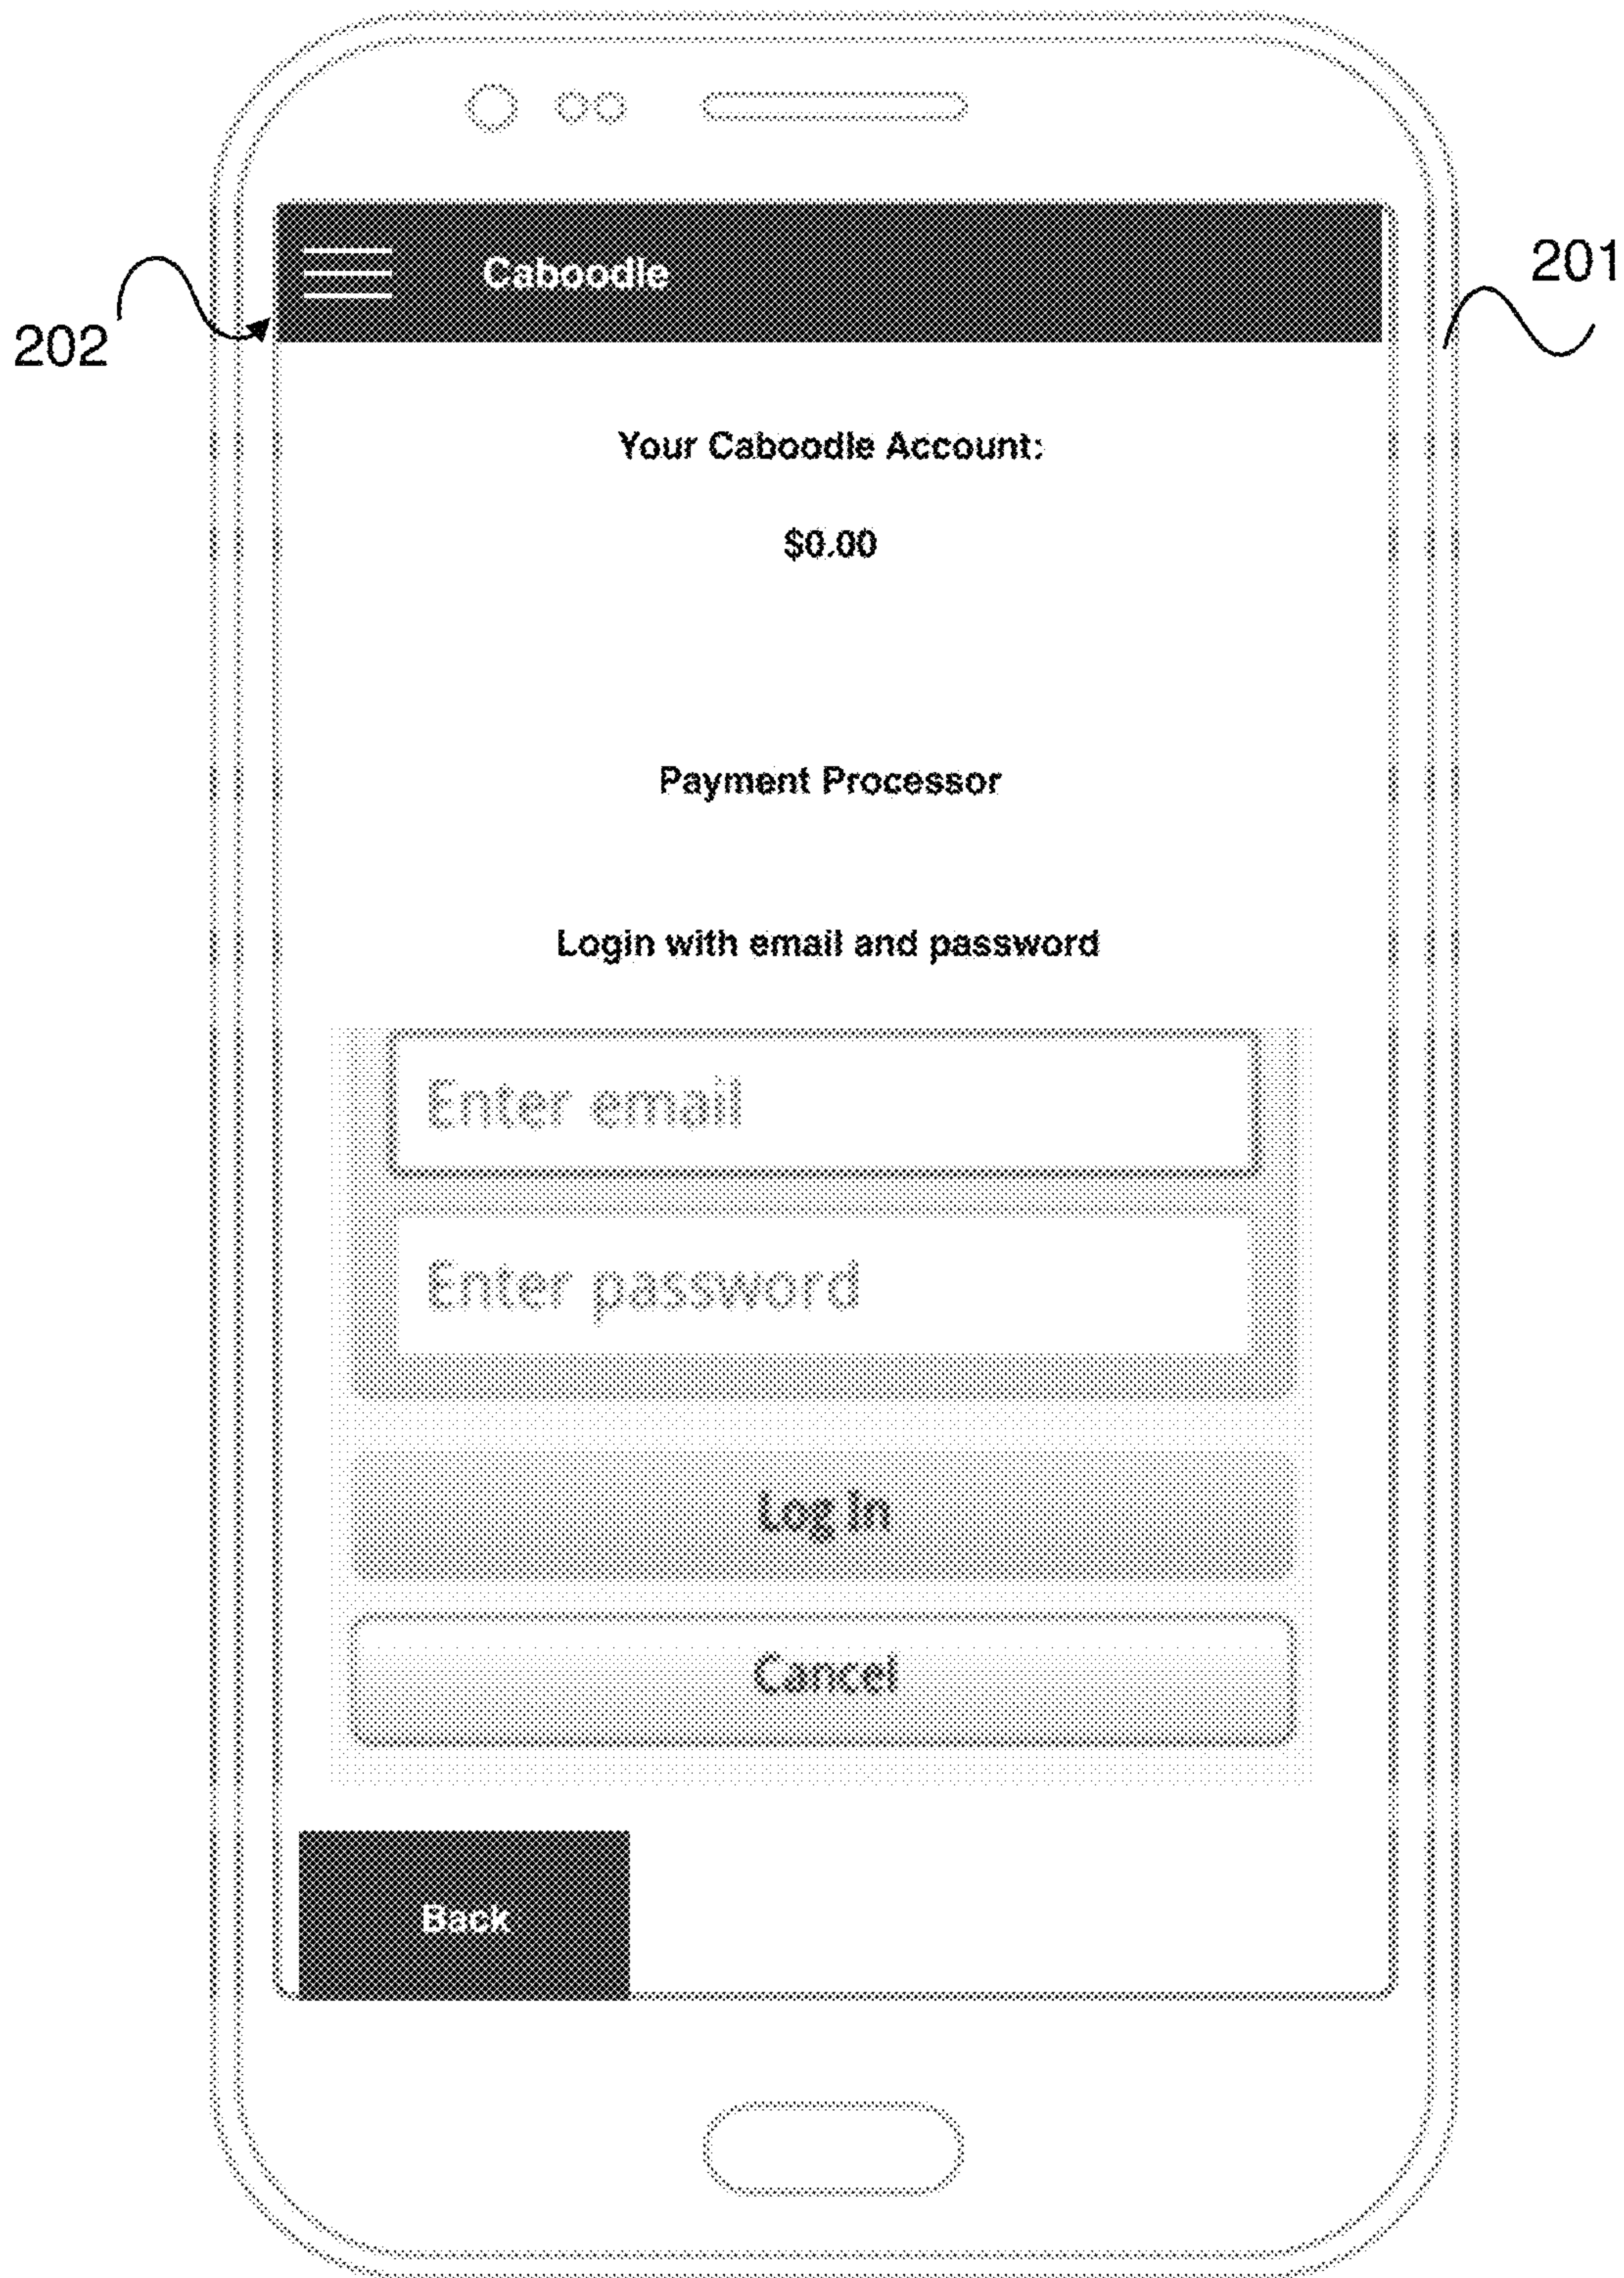 Caboodle
201
202
Your Caboodle Account:
$0.00
Payment Processor
Login with email and password
Enter email
Enter password
Log In
Cancel
Back